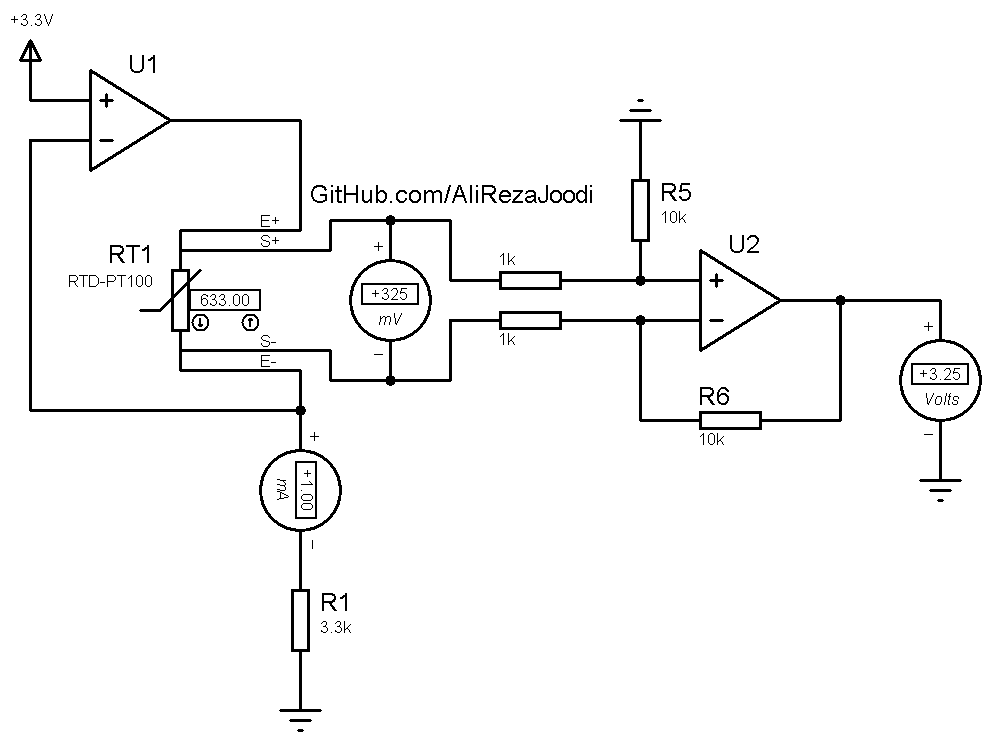 +3.3V
U1
+
−
GitHub.com/AliRezaJoodi
E+
S+
RT1
RTD-PT100
633.00
S-
E-
+
+325
mV
−
1k
1k
R5
10k
U2
+
−
R6
10k
+
+3.25
Volts
−
+
+1.00
mA
−
R1
3.3k